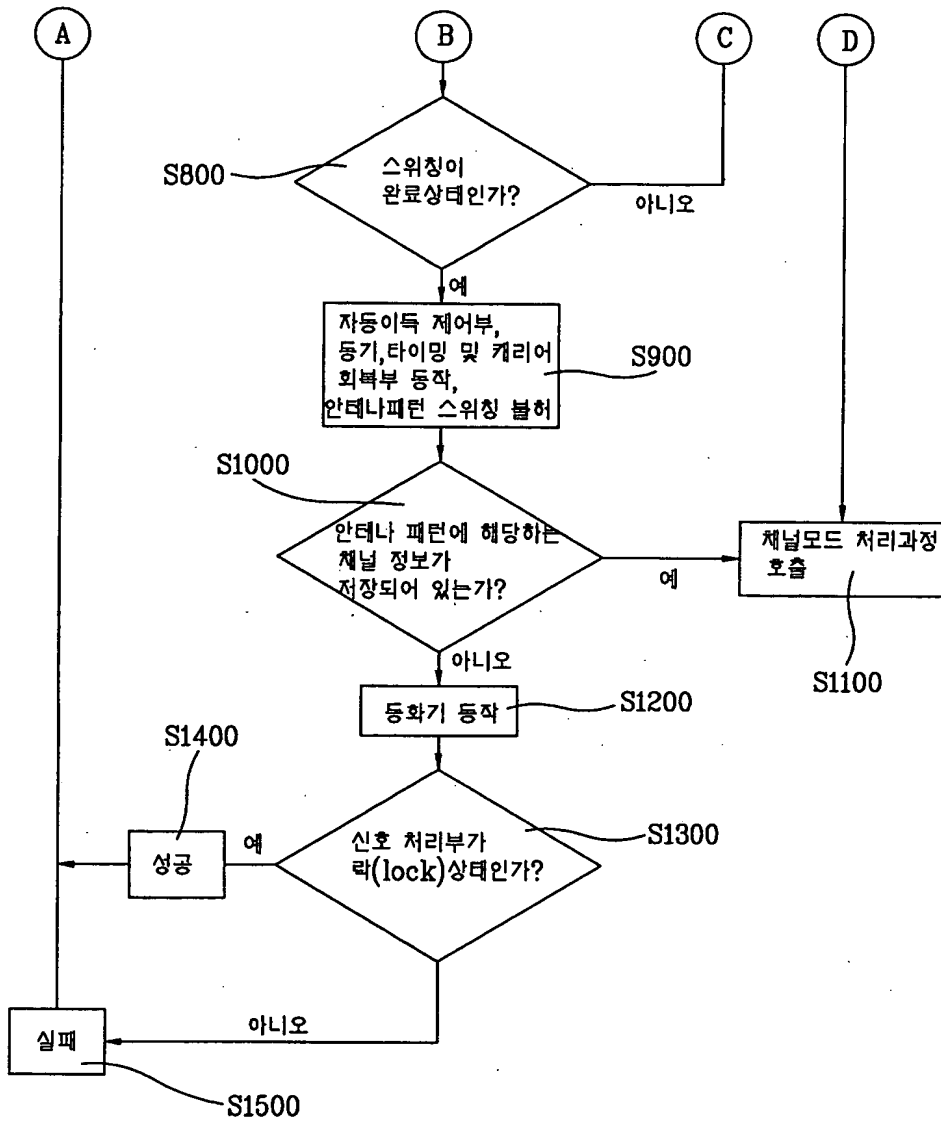 A
B
C
D
S800
스위칭이
완료상태인가?
아니오
예
자동이득 제어부,
동기,타이밍 및 캐리어
회복부 동작,
안테나패턴 스위칭 불허
S900
S1000
안테나 패턴에 해당하는
채널 정보가
저장되어 있는가?
예
채널모드 처리과정
호출
S1100
아니오
등화기 동작
S1200
S1400
성공
예
신호 처리부가
락(lock)상태인가?
S1300
아니오
실패
S1500